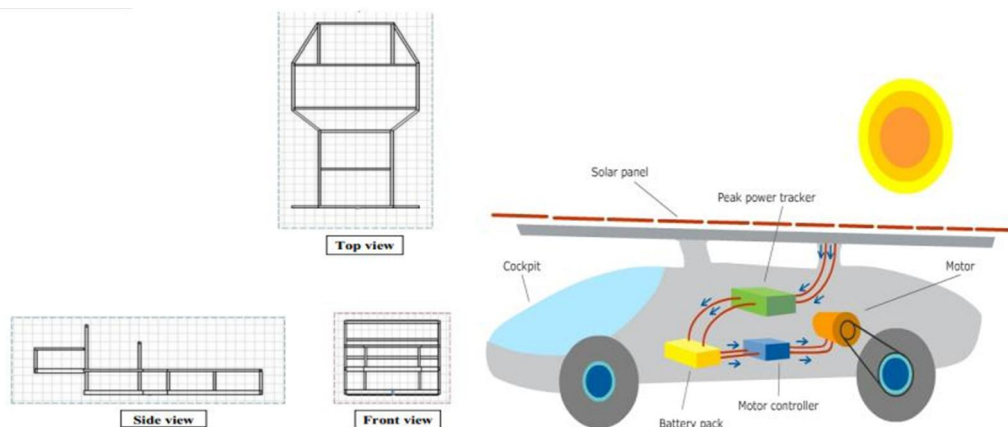 Top view
Side view
Front view
Solar panel
Peak power tracker
Cockpit
Motor
Motor controller
Battery pack